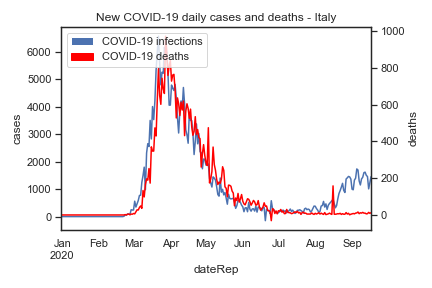 New COVID-19 daily cases and deaths - Italy
COVID-19 infections
COVID-19 deaths
6000
5000
4000
3000
2000
1000
0
cases
1000
800
600
400
200
0
deaths
Jan Feb Mar Apr May Jun Jul Aug Sep
2020
dateRep